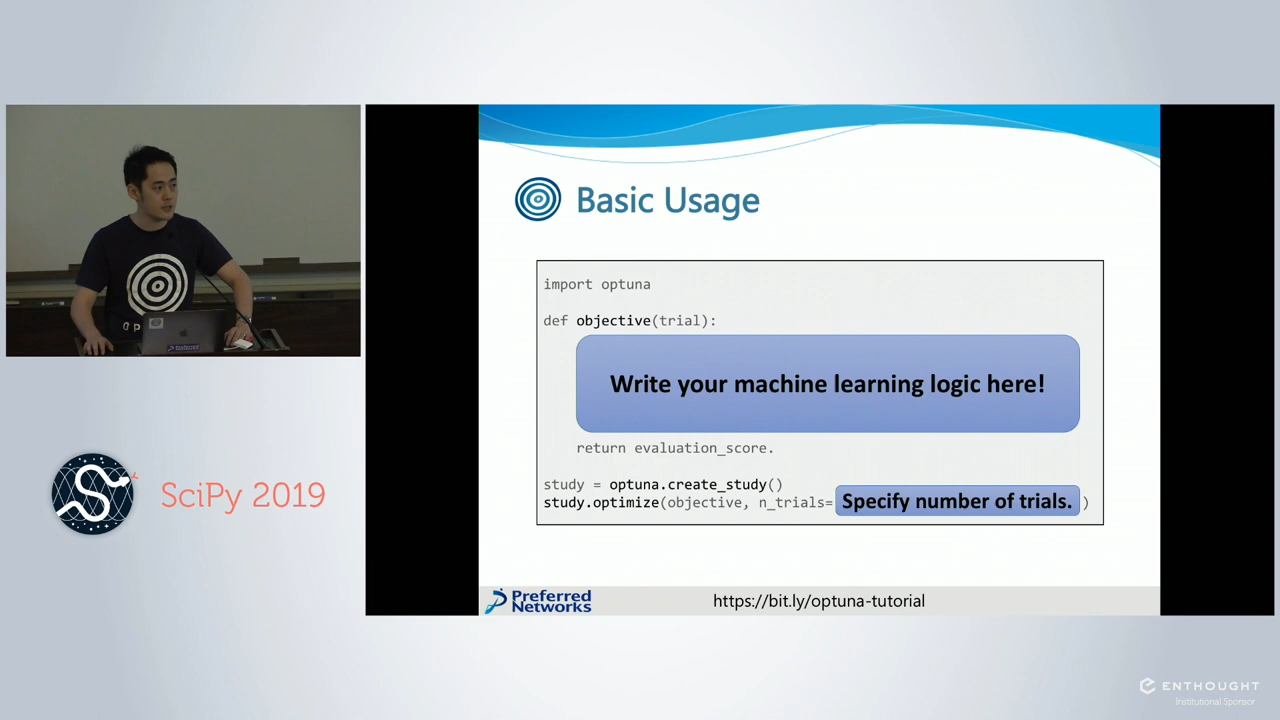 Basic Usage
import optuna
def objective(trial):
Write your machine learning logic here!
return evaluation_score.
study = optuna.create_study()
study.optimize(objective, n_trials= Specify number of trials. )
Preferred
Networks
https://bit.ly/optuna-tutorial
SciPy 2019
ENTHOUGHT
Institutional Sponsor